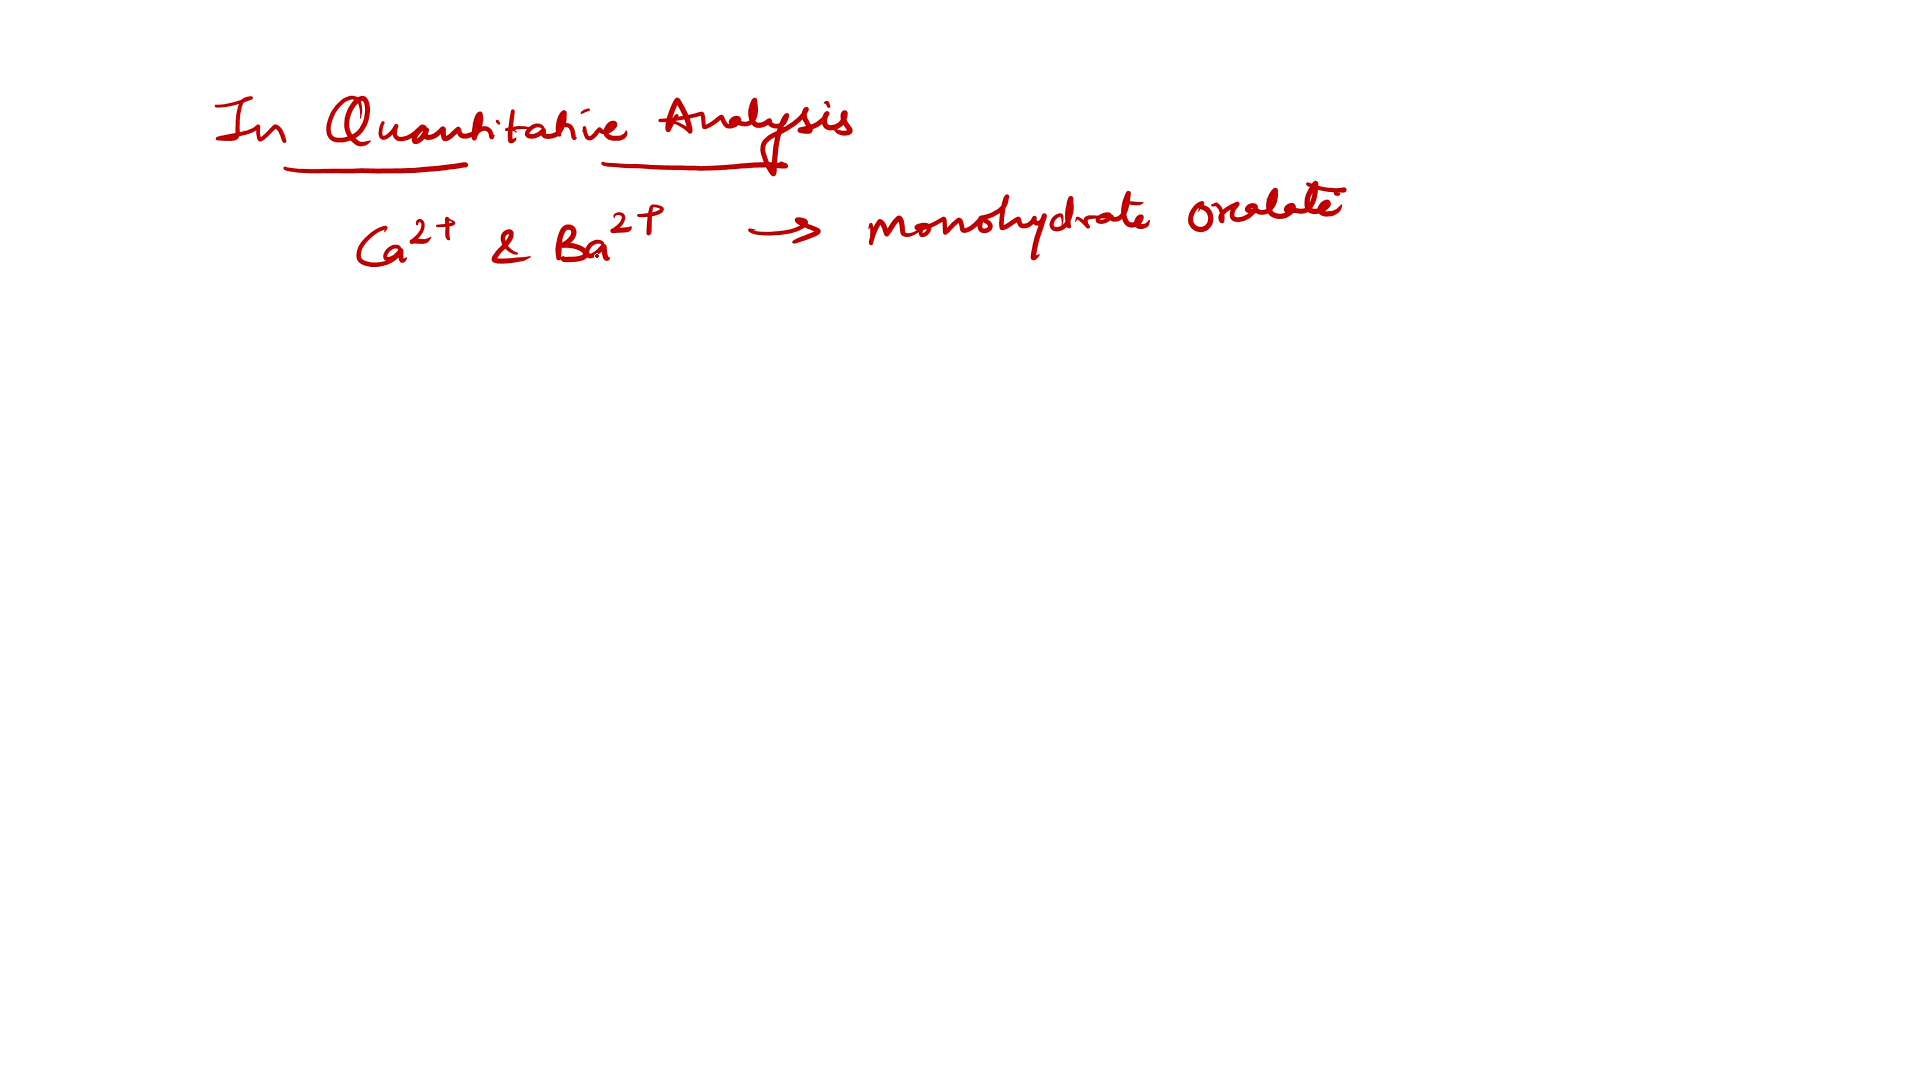 In Quantitative Analysis
Ca²⁺ & Ba²⁺ → monohydrate oxalate